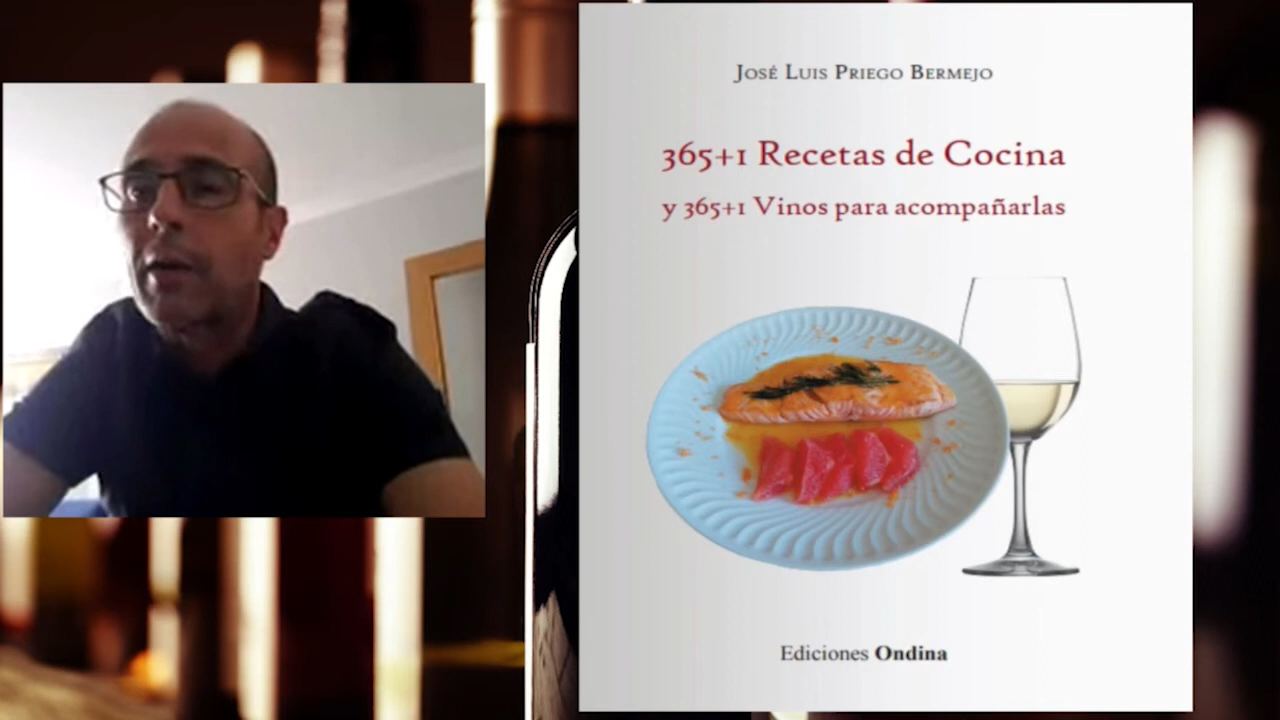 José Luis Priego Bermejo
365+1 Recetas de Cocina
y 365+1 Vinos para acompañarlas
Ediciones Ondina